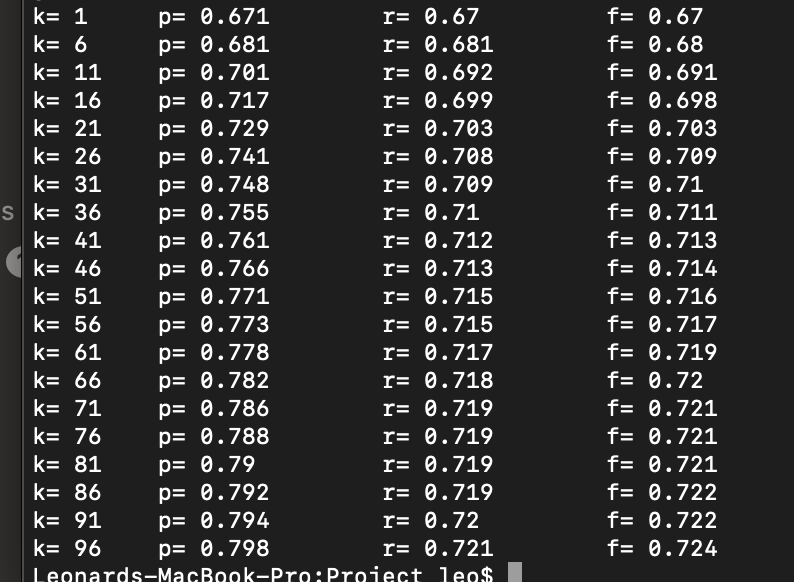 k= 1 p= 0.671 r= 0.67 f= 0.67
k= 6 p= 0.681 r= 0.681 f= 0.68
k= 11 p= 0.701 r= 0.692 f= 0.691
k= 16 p= 0.717 r= 0.699 f= 0.698
k= 21 p= 0.729 r= 0.703 f= 0.703
k= 26 p= 0.741 r= 0.708 f= 0.709
k= 31 p= 0.748 r= 0.709 f= 0.71
k= 36 p= 0.755 r= 0.71 f= 0.711
k= 41 p= 0.761 r= 0.712 f= 0.713
k= 46 p= 0.766 r= 0.713 f= 0.714
k= 51 p= 0.771 r= 0.715 f= 0.716
k= 56 p= 0.773 r= 0.715 f= 0.717
k= 61 p= 0.778 r= 0.717 f= 0.719
k= 66 p= 0.782 r= 0.718 f= 0.72
k= 71 p= 0.786 r= 0.719 f= 0.721
k= 76 p= 0.788 r= 0.719 f= 0.721
k= 81 p= 0.79 r= 0.719 f= 0.721
k= 86 p= 0.792 r= 0.719 f= 0.722
k= 91 p= 0.794 r= 0.72 f= 0.722
k= 96 p= 0.798 r= 0.721 f= 0.724
Leonards-MacBook-Pro:Project leo$
s